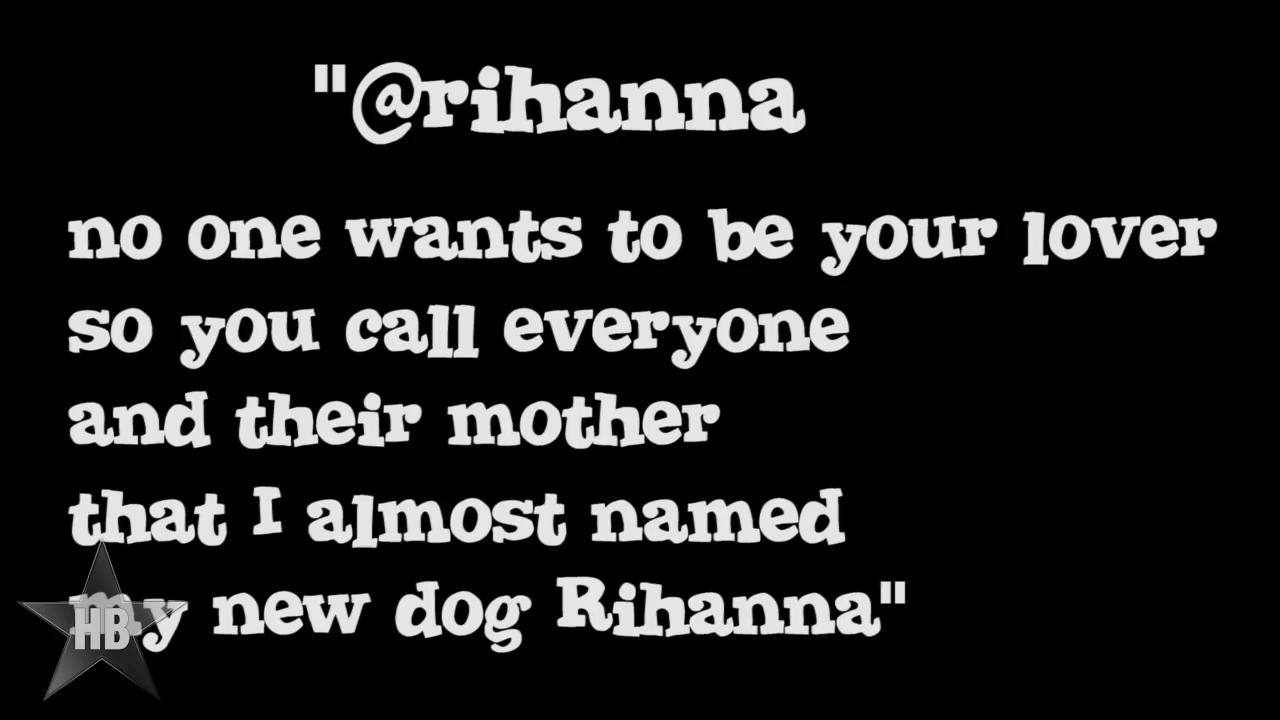 "@rihanna
no one wants to be your lover
so you call everyone
and their mother
that I almost named
my new dog Rihanna"
HB